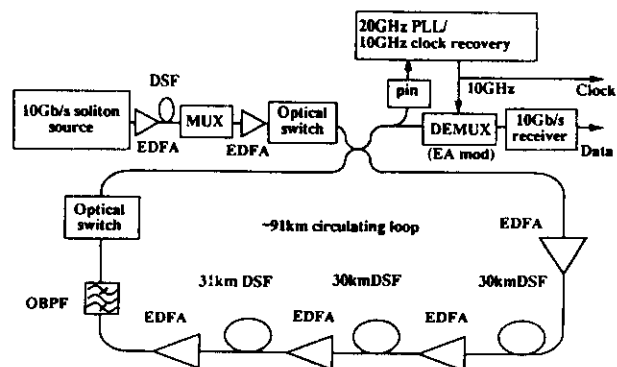 20GHz PLL/
10GHz clock recovery
DSF
pin
10GHz
Clock
10Gb/s soliton
source
EDFA
MUX
EDFA
Optical
switch
DEMUX
(EA mod)
10Gb/s
receiver
Data
Optical
switch
~91km circulating loop
EDFA
OBPF
31km DSF
30kmDSF
30kmDSF
EDFA
EDFA
EDFA